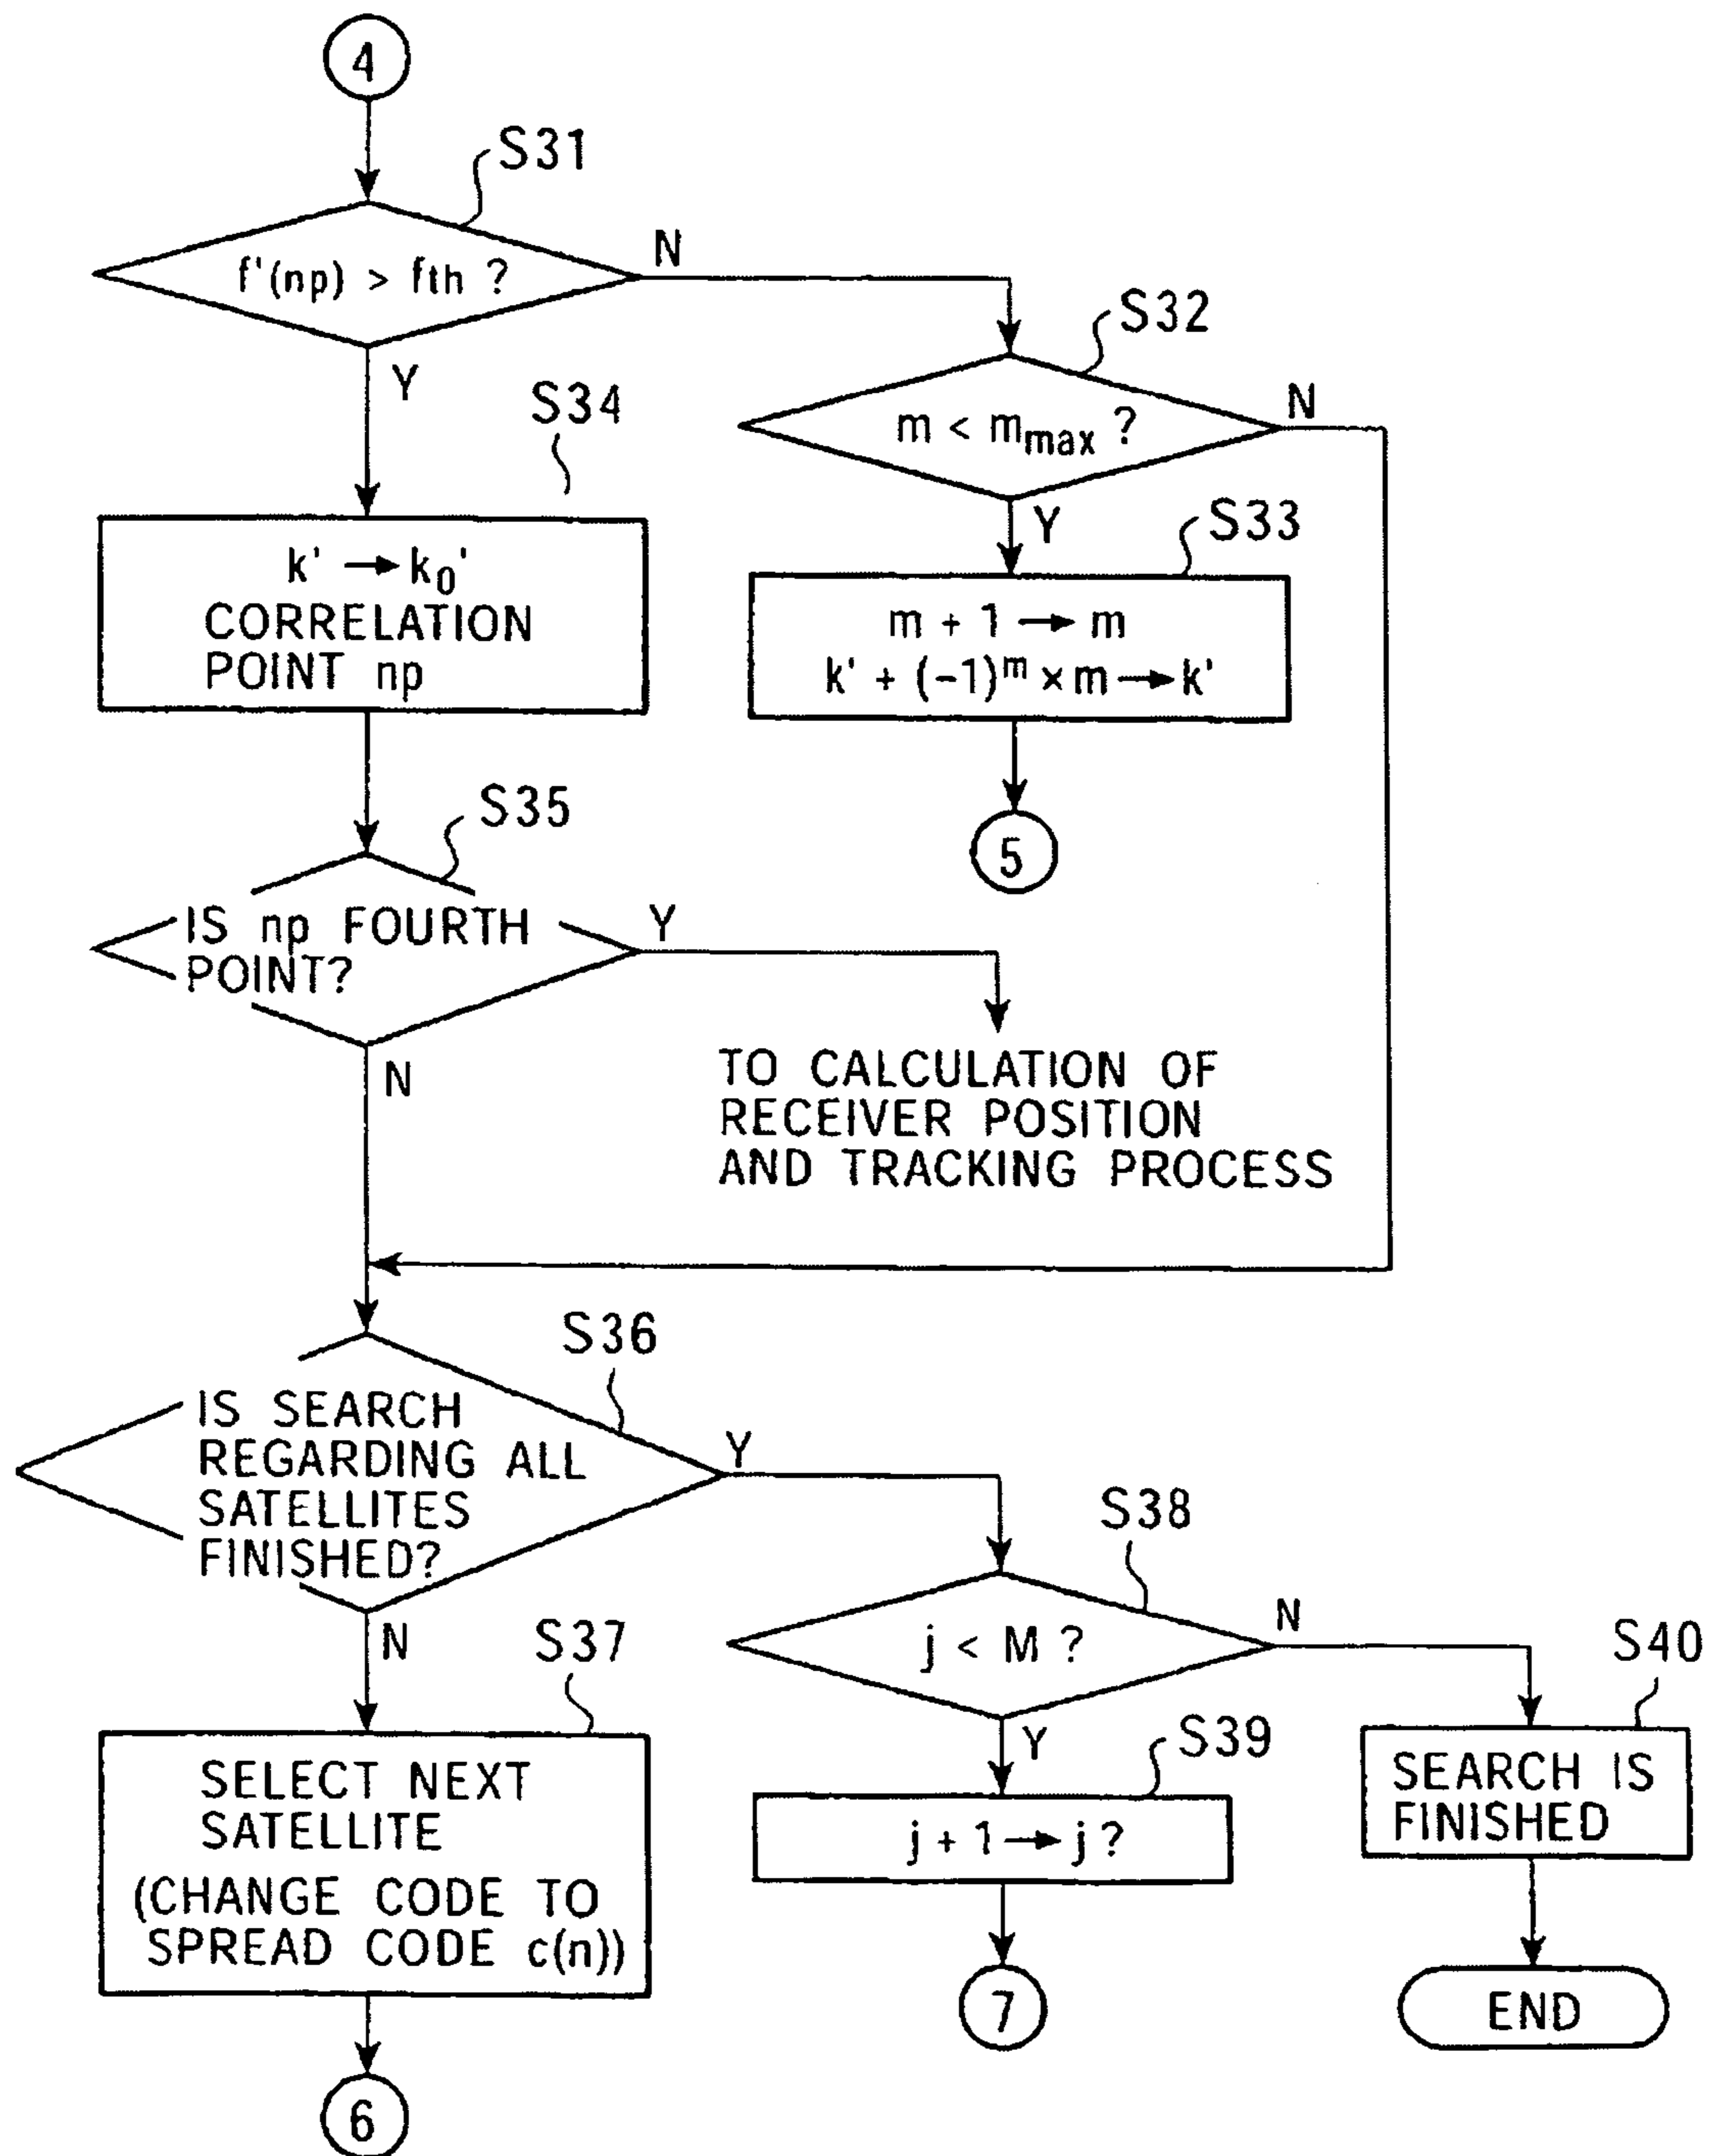 4
S31
f'(np) > fth ?
N
Y
S32
m < mmax ?
N
Y
S34
k' → k0'
CORRELATION
POINT np
S33
m + 1 → m
k' + (-1)^m × m → k'
5
S35
IS np FOURTH
POINT?
Y
N
TO CALCULATION OF
RECEIVER POSITION
AND TRACKING PROCESS
S36
IS SEARCH
REGARDING ALL
SATELLITES
FINISHED?
Y
N
S38
j < M ?
N
Y
S37
SELECT NEXT
SATELLITE
(CHANGE CODE TO
SPREAD CODE c(n))
6
S39
j + 1 → j ?
7
S40
SEARCH IS
FINISHED
END